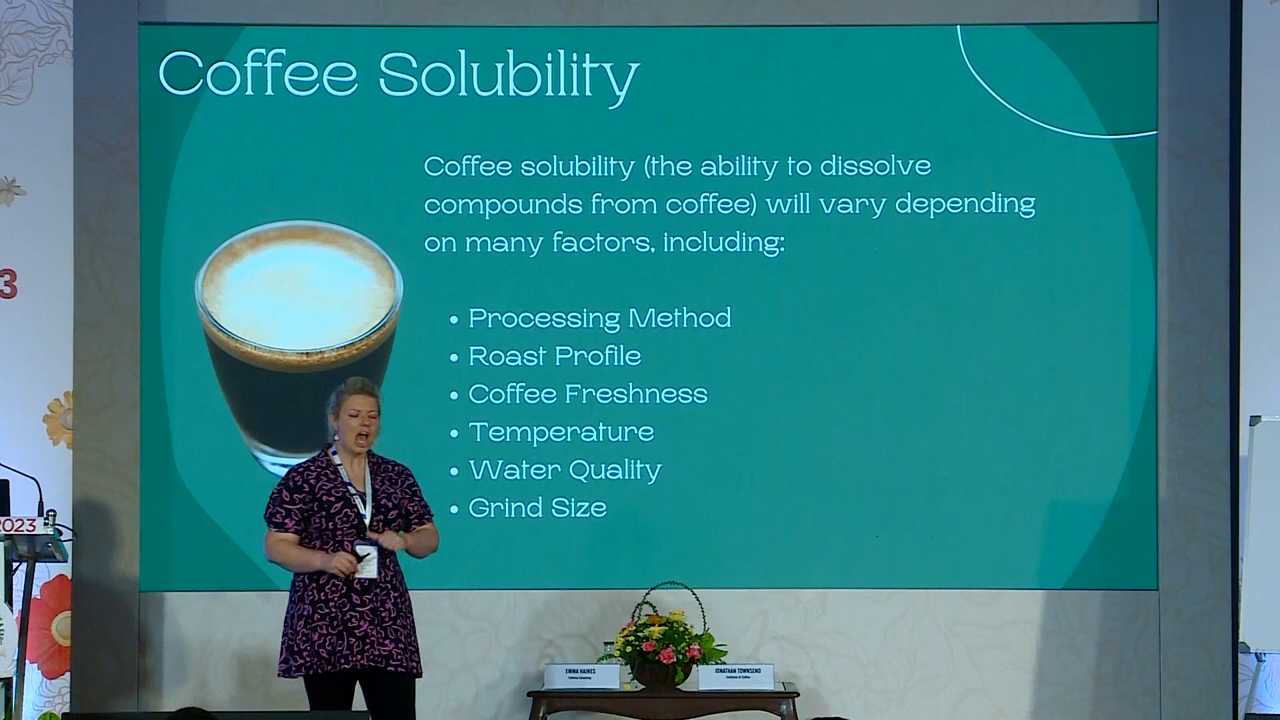 Coffee Solubility
Coffee solubility (the ability to dissolve
compounds from coffee) will vary depending
on many factors, including:
• Processing Method
• Roast Profile
• Coffee Freshness
• Temperature
• Water Quality
• Grind Size
3
2023
EMMA HAINES
JONATHAN TOWNSEND